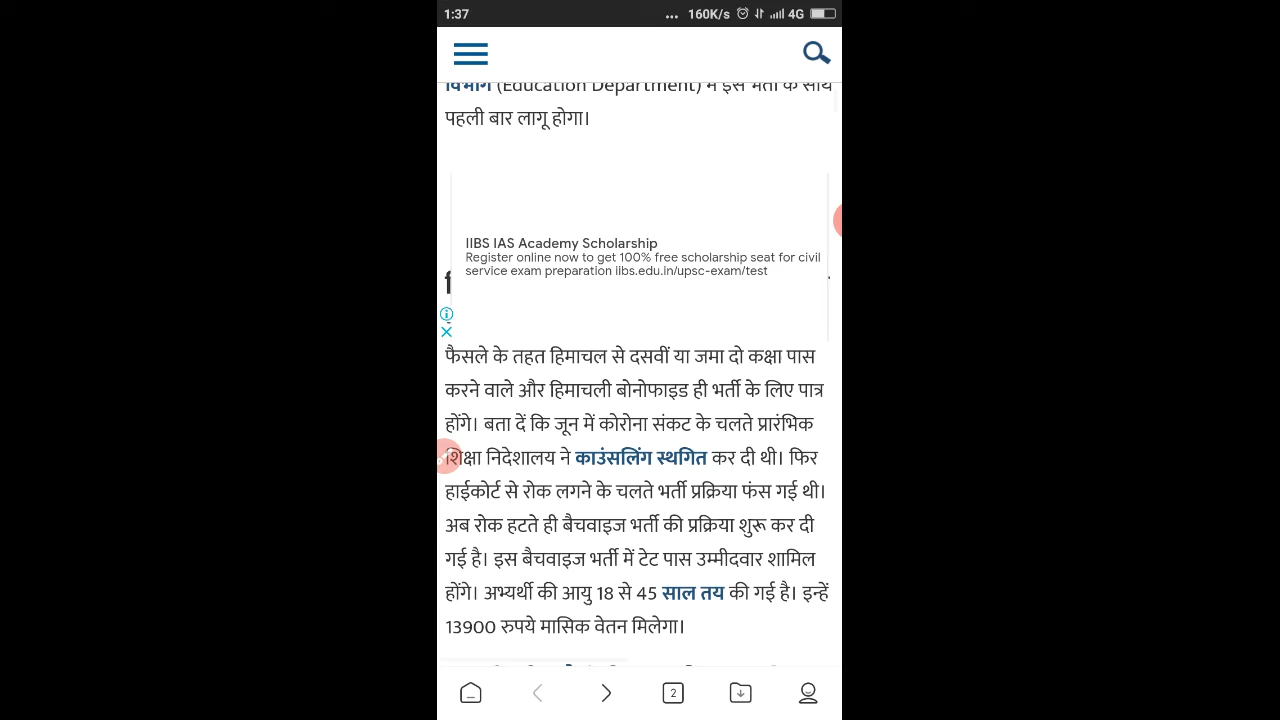 1:37 ... 160K/s 4G
विभाग (Education Department) में इस भर्ती के साथ
पहली बार लागू होगा।
IIBS IAS Academy Scholarship
Register online now to get 100% free scholarship seat for civil
service exam preparation iibs.edu.in/upsc-exam/test
फैसले के तहत हिमाचल से दसवीं या जमा दो कक्षा पास
करने वाले और हिमाचली बोनोफाइड ही भर्ती के लिए पात्र
होंगे। बता दें कि जून में कोरोना संकट के चलते प्रारंभिक
शिक्षा निदेशालय ने काउंसलिंग स्थगित कर दी थी। फिर
हाईकोर्ट से रोक लगने के चलते भर्ती प्रक्रिया फंस गई थी।
अब रोक हटते ही बैचवाइज भर्ती की प्रक्रिया शुरू कर दी
गई है। इस बैचवाइज भर्ती में टेट पास उम्मीदवार शामिल
होंगे। अभ्यर्थी की आयु 18 से 45 साल तय की गई है। इन्हें
13900 रुपये मासिक वेतन मिलेगा।
2